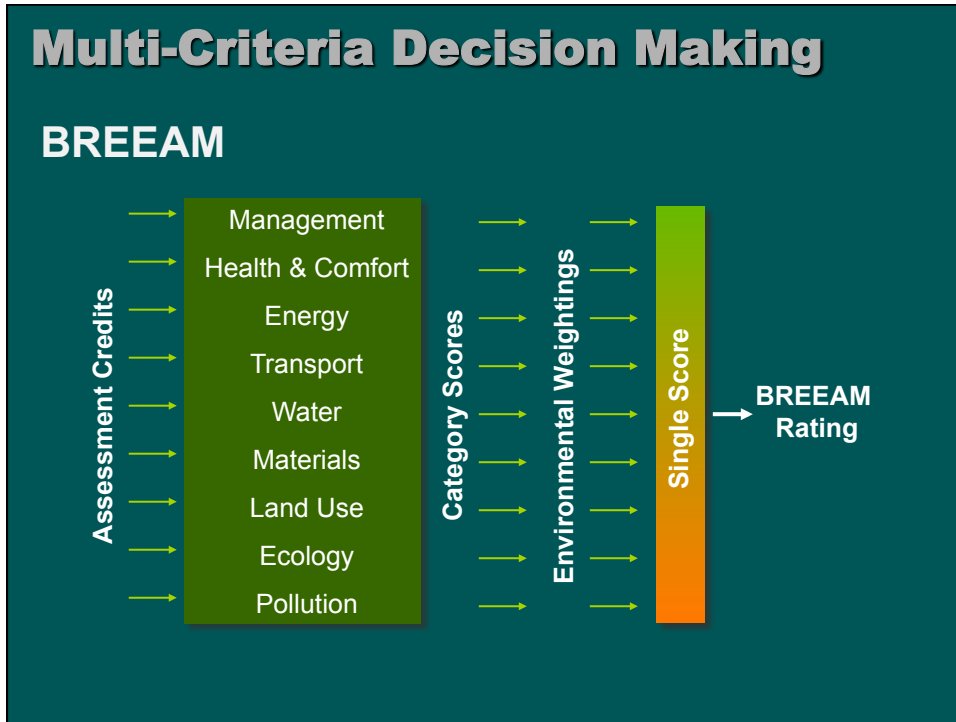 Multi-Criteria Decision Making
BREEAM
Assessment Credits
Management
Health & Comfort
Energy
Transport
Water
Materials
Land Use
Ecology
Pollution
Category Scores
Environmental Weightings
Single Score
BREEAM
Rating